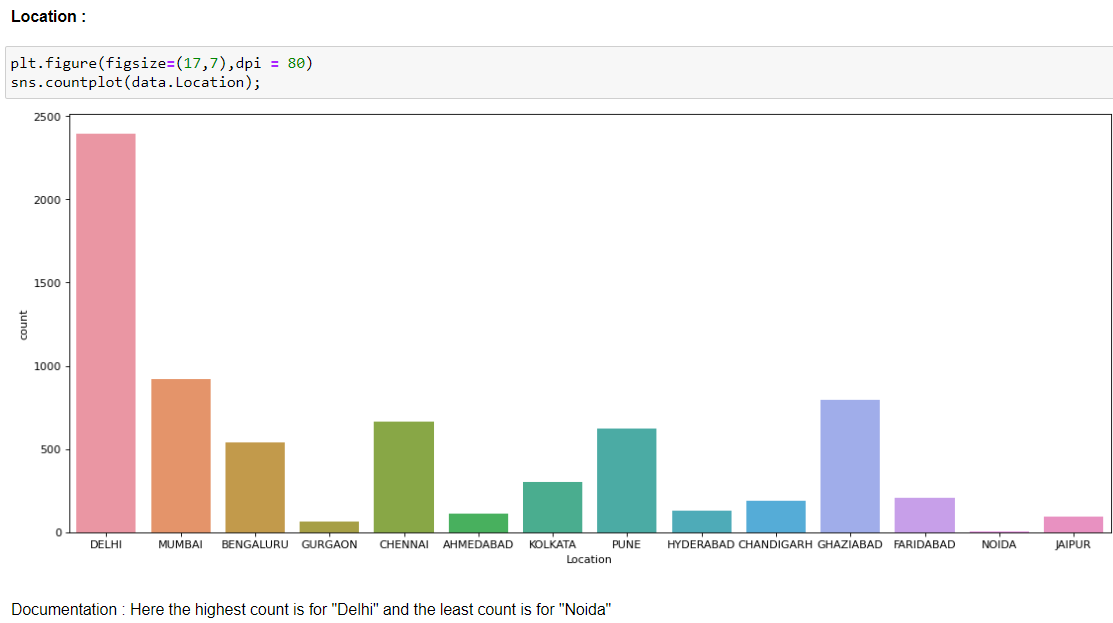 Location :
plt.figure(figsize=(17,7),dpi = 80)
sns.countplot(data.Location);
2500
2000
1500
1000
500
0
count
DELHI MUMBAI BENGALURU GURGAON CHENNAI AHMEDABAD KOLKATA PUNE HYDERABAD CHANDIGARH GHAZIABAD FARIDABAD NOIDA JAIPUR
Location
Documentation : Here the highest count is for "Delhi" and the least count is for "Noida"